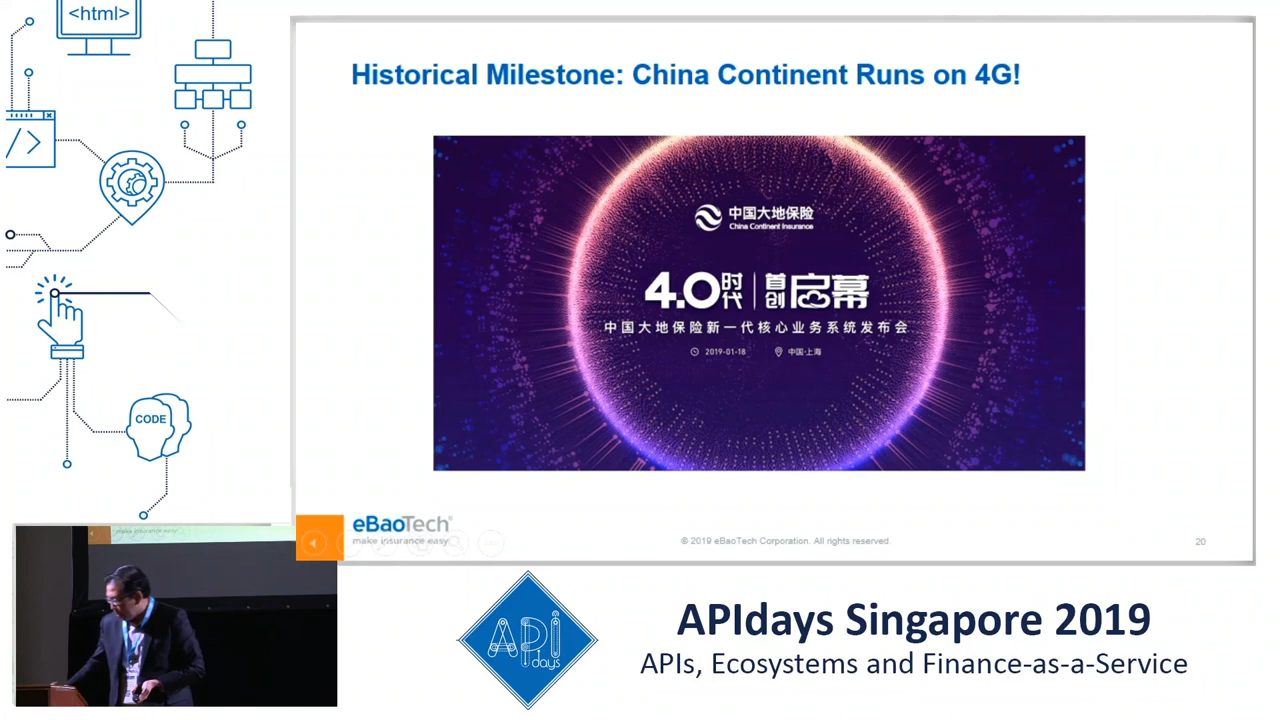 <html>
</>
CODE
Historical Milestone: China Continent Runs on 4G!
中国大地保险
China Continent Insurance
4.0时代 | 首创启幕
中国大地保险新一代核心业务系统发布会
2019-01-18 中国·上海
eBaoTech®
make insurance easy
© 2019 eBaoTech Corporation. All rights reserved.
20
make insurance easy
API
days
APIdays Singapore 2019
APIs, Ecosystems and Finance-as-a-Service